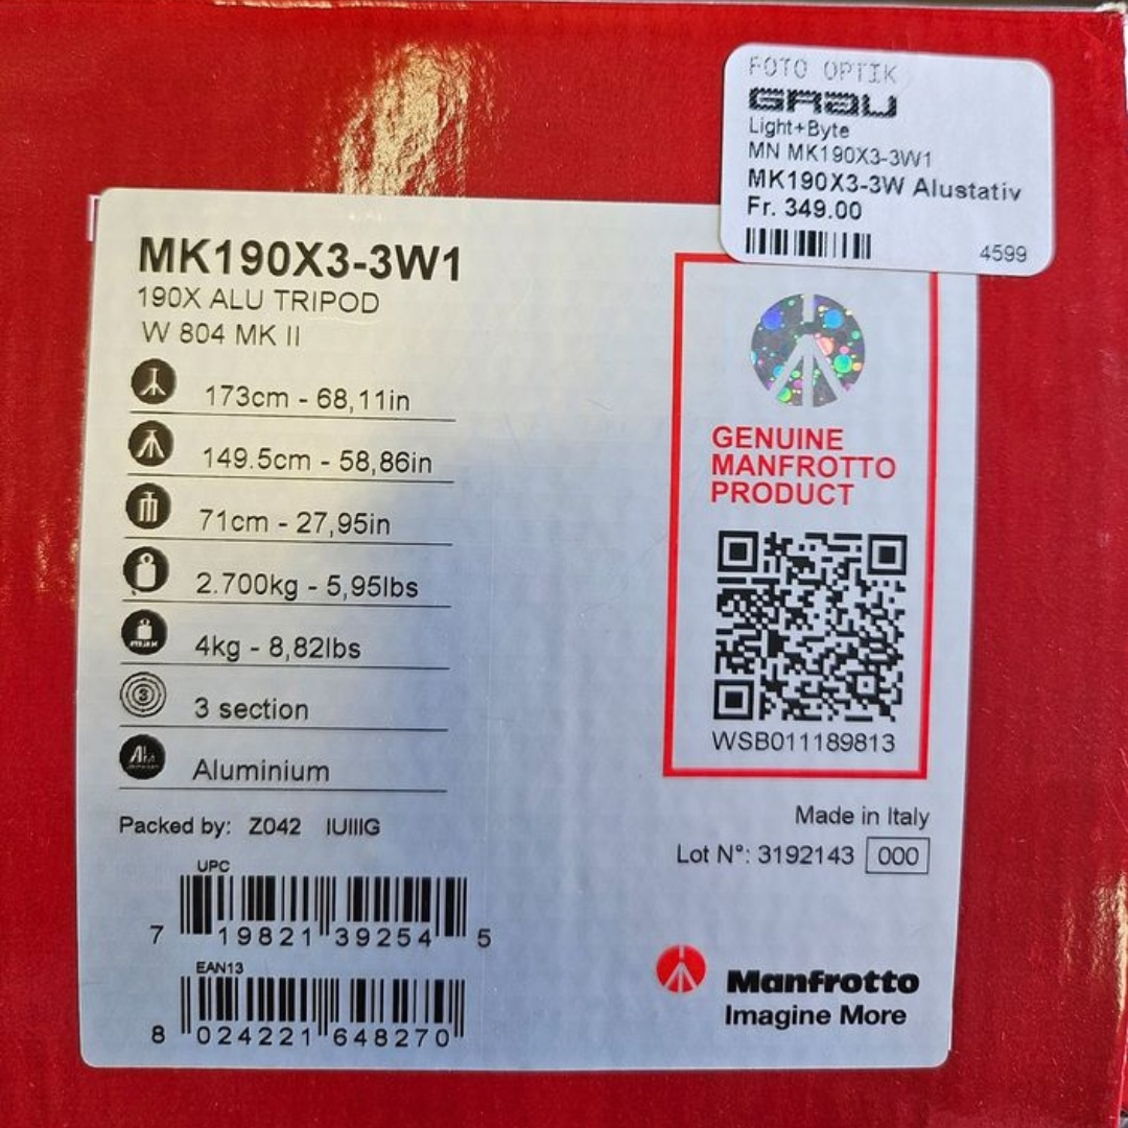 FOTO OPTIK
GRAU
Light+Byte
MN MK190X3-3W1
MK190X3-3W Alustativ
Fr. 349.00
4599
MK190X3-3W1
190X ALU TRIPOD
W 804 MK II
173cm - 68,11in
149.5cm - 58,86in
71cm - 27,95in
2.700kg - 5,95lbs
4kg - 8,82lbs
3
3 section
Aluminium
Packed by: Z042 IUIIIG
UPC
7 19821 39254 5
EAN13
8 024221 648270
GENUINE
MANFROTTO
PRODUCT
WSB011189813
Made in Italy
Lot N°: 3192143 000
Manfrotto
Imagine More